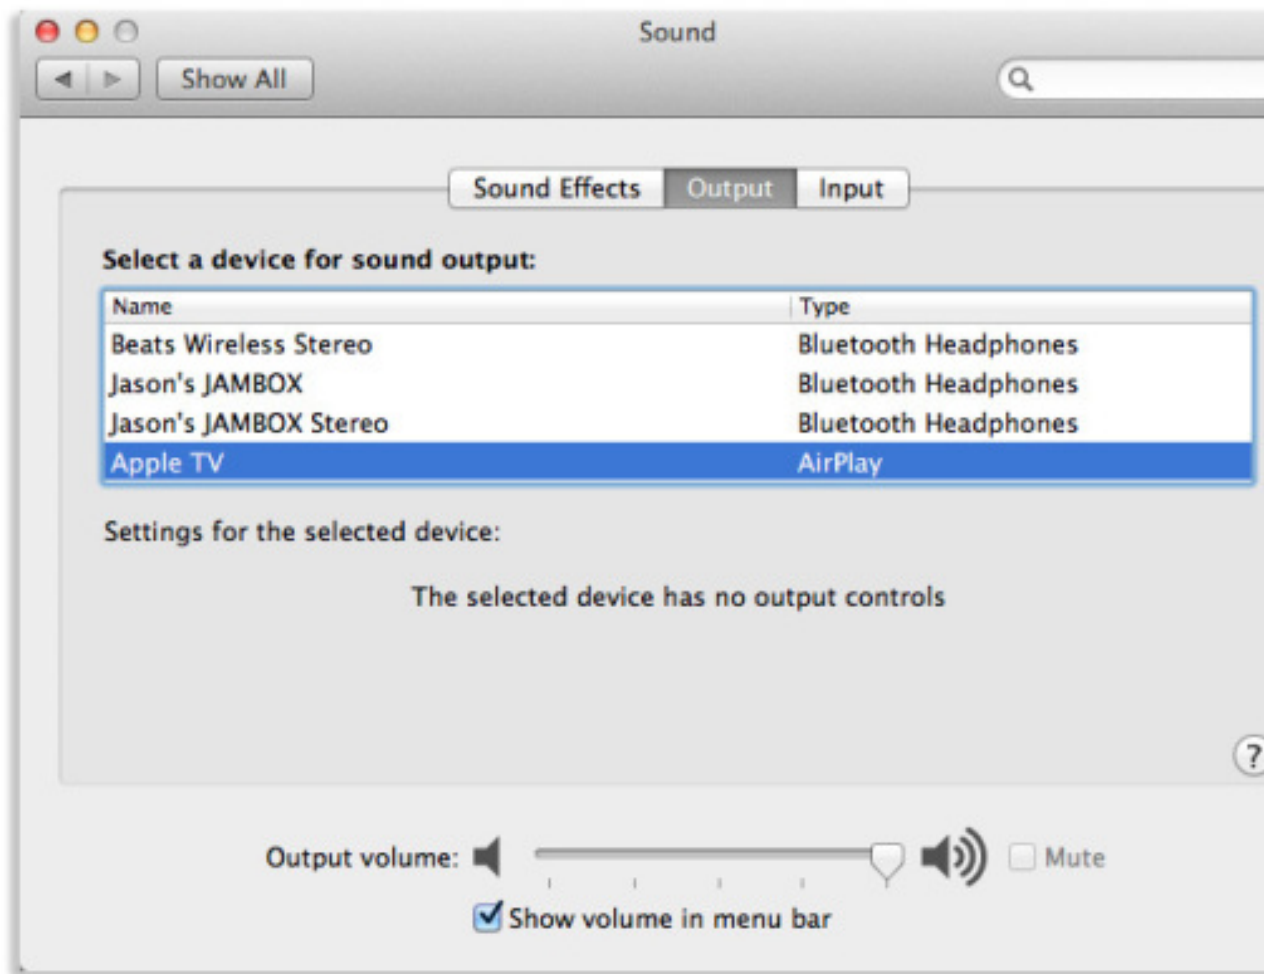 Sound
Show All
Sound Effects Output Input
Select a device for sound output:
Name Type
Beats Wireless Stereo Bluetooth Headphones
Jason's JAMBOX Bluetooth Headphones
Jason's JAMBOX Stereo Bluetooth Headphones
Apple TV AirPlay
Settings for the selected device:
The selected device has no output controls
?
Output volume: Mute
Show volume in menu bar